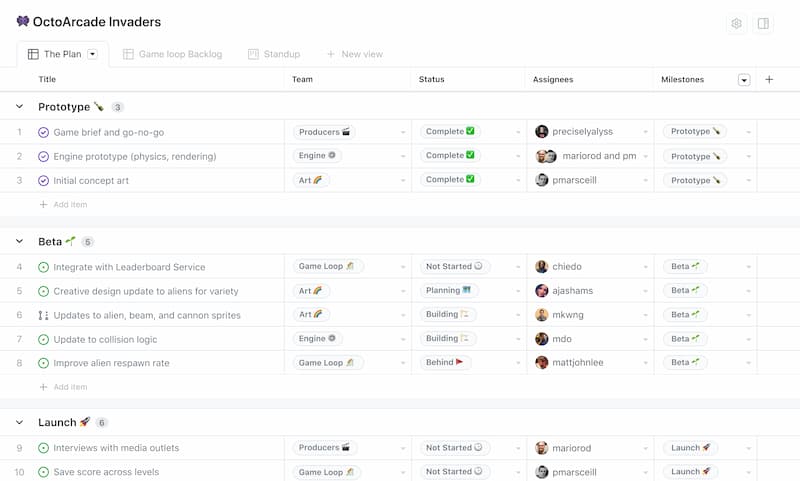 OctoArcade Invaders
The Plan Game loop Backlog Standup + New view
Title Team Status Assignees Milestones +
Prototype 3
1 Game brief and go-no-go Producers Complete preciselyalyss Prototype
2 Engine prototype (physics, rendering) Engine Complete mariorod and pm Prototype
3 Initial concept art Art Complete pmarsceill Prototype
+ Add item
Beta 5
4 Integrate with Leaderboard Service Game Loop Not Started chiedo Beta
5 Creative design update to aliens for variety Art Planning ajashams Beta
6 Updates to alien, beam, and cannon sprites Art Building mkwng Beta
7 Update to collision logic Engine Building mdo Beta
8 Improve alien respawn rate Game Loop Behind mattjohnlee Beta
+ Add item
Launch 6
9 Interviews with media outlets Producers Not Started mariorod Launch
10 Save score across levels Game Loop Not Started pmarsceill Launch